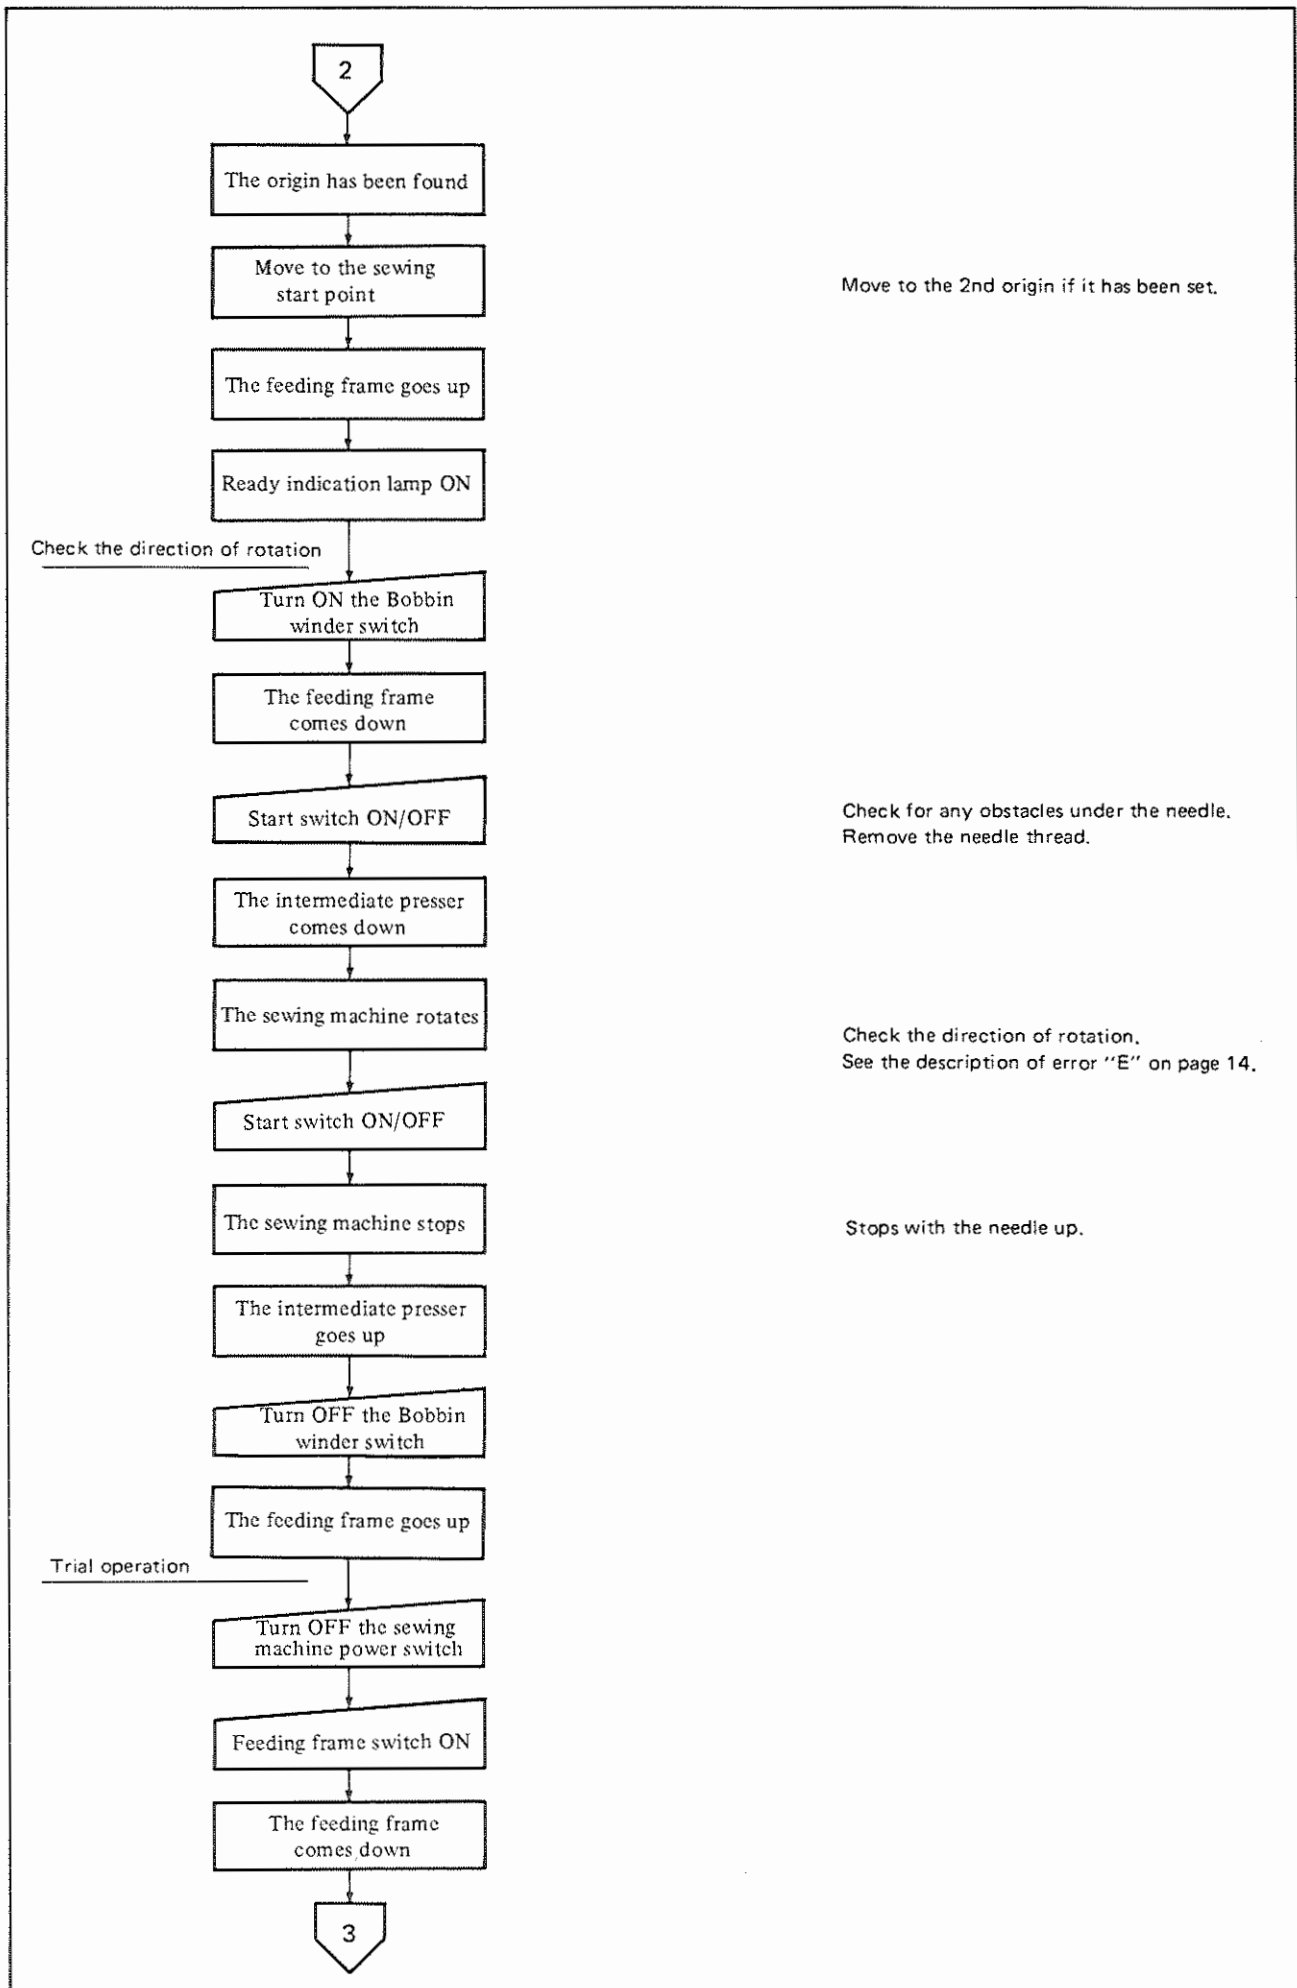 2
The origin has been found
Move to the sewing
start point
Move to the 2nd origin if it has been set.
The feeding frame goes up
Ready indication lamp ON
Check the direction of rotation
Turn ON the Bobbin
winder switch
The feeding frame
comes down
Start switch ON/OFF
Check for any obstacles under the needle.
Remove the needle thread.
The intermediate presser
comes down
The sewing machine rotates
Check the direction of rotation.
See the description of error "E" on page 14.
Start switch ON/OFF
The sewing machine stops
Stops with the needle up.
The intermediate presser
goes up
Turn OFF the Bobbin
winder switch
The feeding frame goes up
Trial operation
Turn OFF the sewing
machine power switch
Feeding frame switch ON
The feeding frame
comes down
3